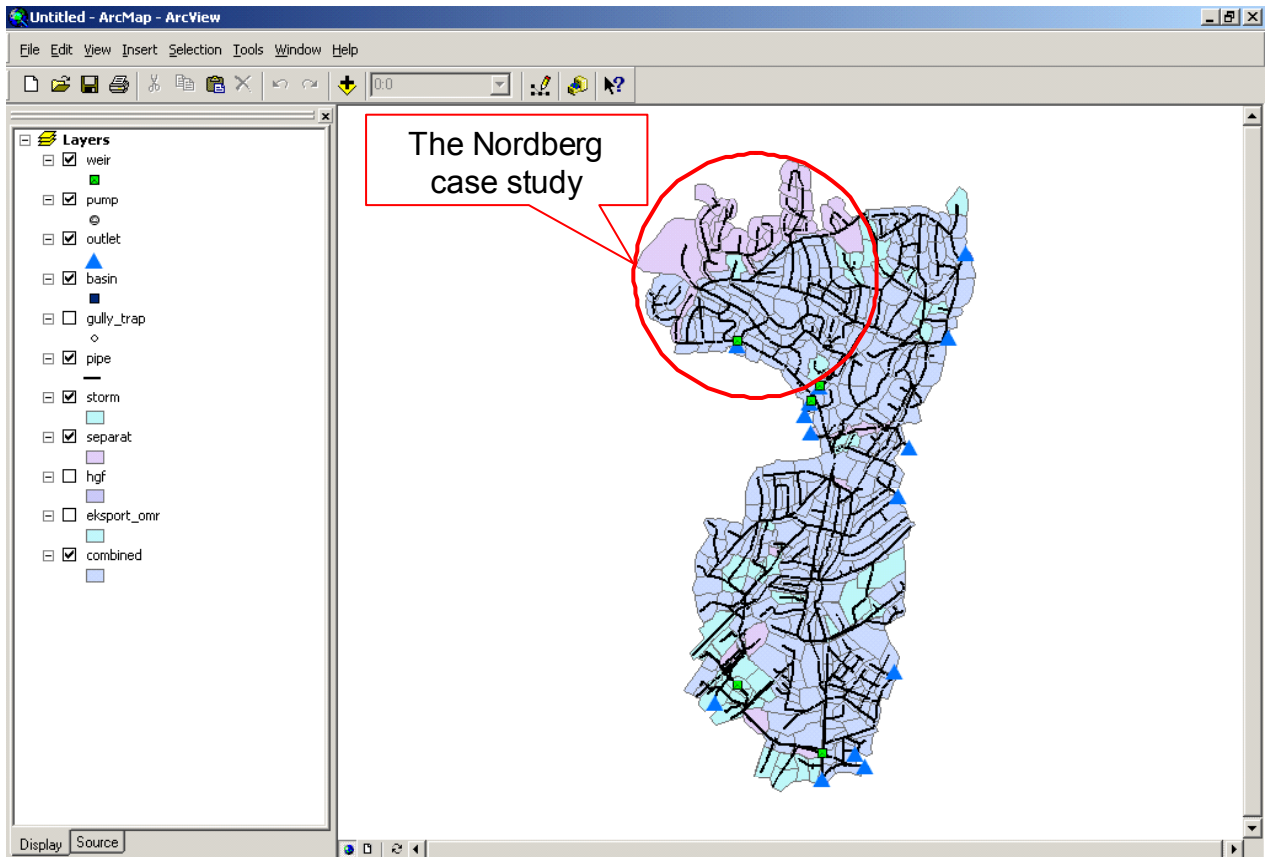 Untitled - ArcMap - ArcView
File Edit View Insert Selection Tools Window Help
0:0
Layers
weir
pump
outlet
basin
gully_trap
pipe
storm
separat
hgf
eksport_omr
combined
Display Source
The Nordberg
case study